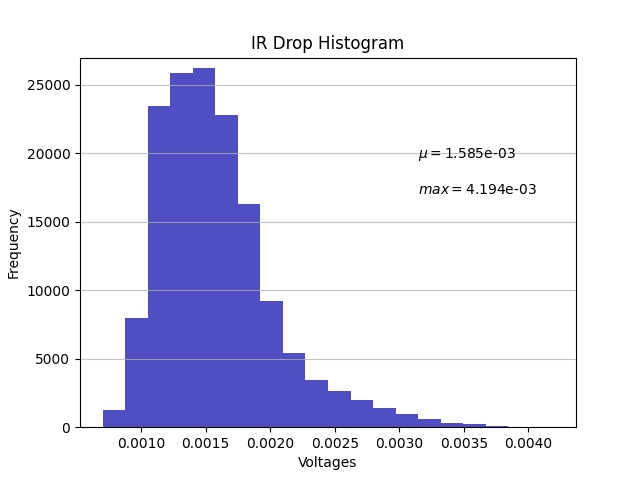 IR Drop Histogram
25000
20000
15000
10000
5000
0
Frequency
μ = 1.585e-03
max = 4.194e-03
0.0010 0.0015 0.0020 0.0025 0.0030 0.0035 0.0040
Voltages